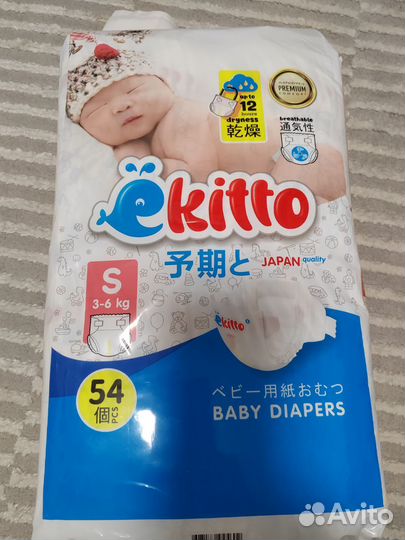 up to
12
hours
dryness
乾燥
PREMIUM
COMFORT
breathable
通気性
ekitto
予期と
JAPAN quality
S
3-6 kg
ekitto
54
個 PCS
ベビー用紙おむつ
BABY DIAPERS
Avito